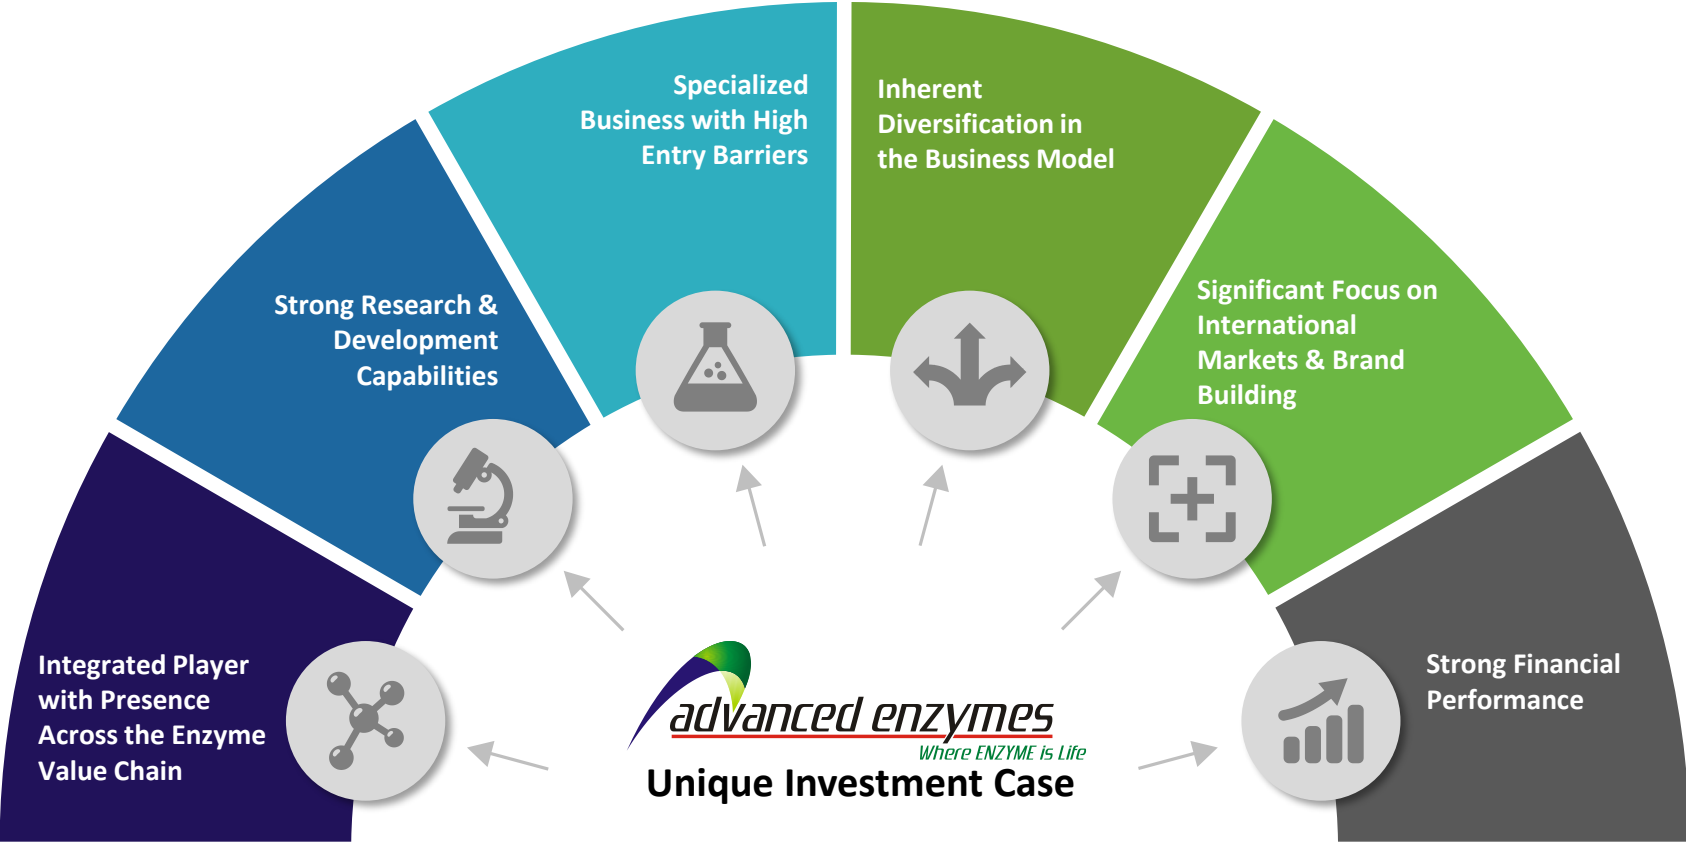 Specialized
Business with High
Entry Barriers
Inherent
Diversification in
the Business Model
Strong Research &
Development
Capabilities
Significant Focus on
International
Markets & Brand
Building
Integrated Player
with Presence
Across the Enzyme
Value Chain
Strong Financial
Performance
advanced enzymes
Where ENZYME is Life
Unique Investment Case